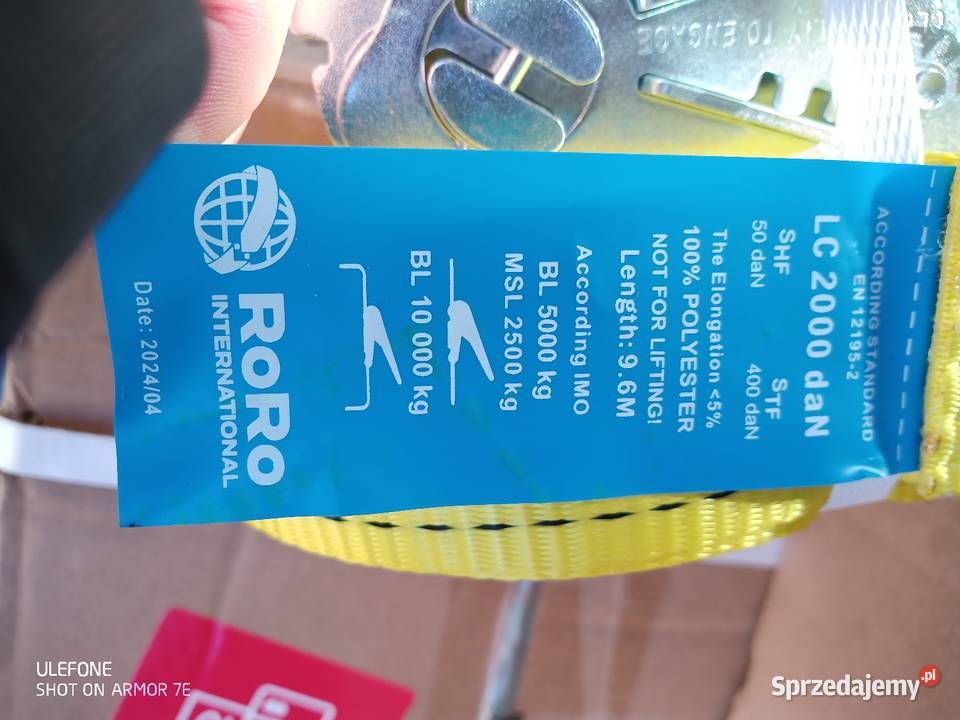 ACCORDING STANDARD
EN 12195-2
LC 2000 daN
SHF STF
50 daN 400 daN
The Elongation <5%
100% POLYESTER
NOT FOR LIFTING!
Length: 9.6M
According IMO
BL 5000 kg
MSL 2500 kg
BL 10 000 kg
RORO
INTERNATIONAL
Date: 2024/04
TO ENGAGE
ULEFONE
SHOT ON ARMOR 7E
Sprzedajemy.pl